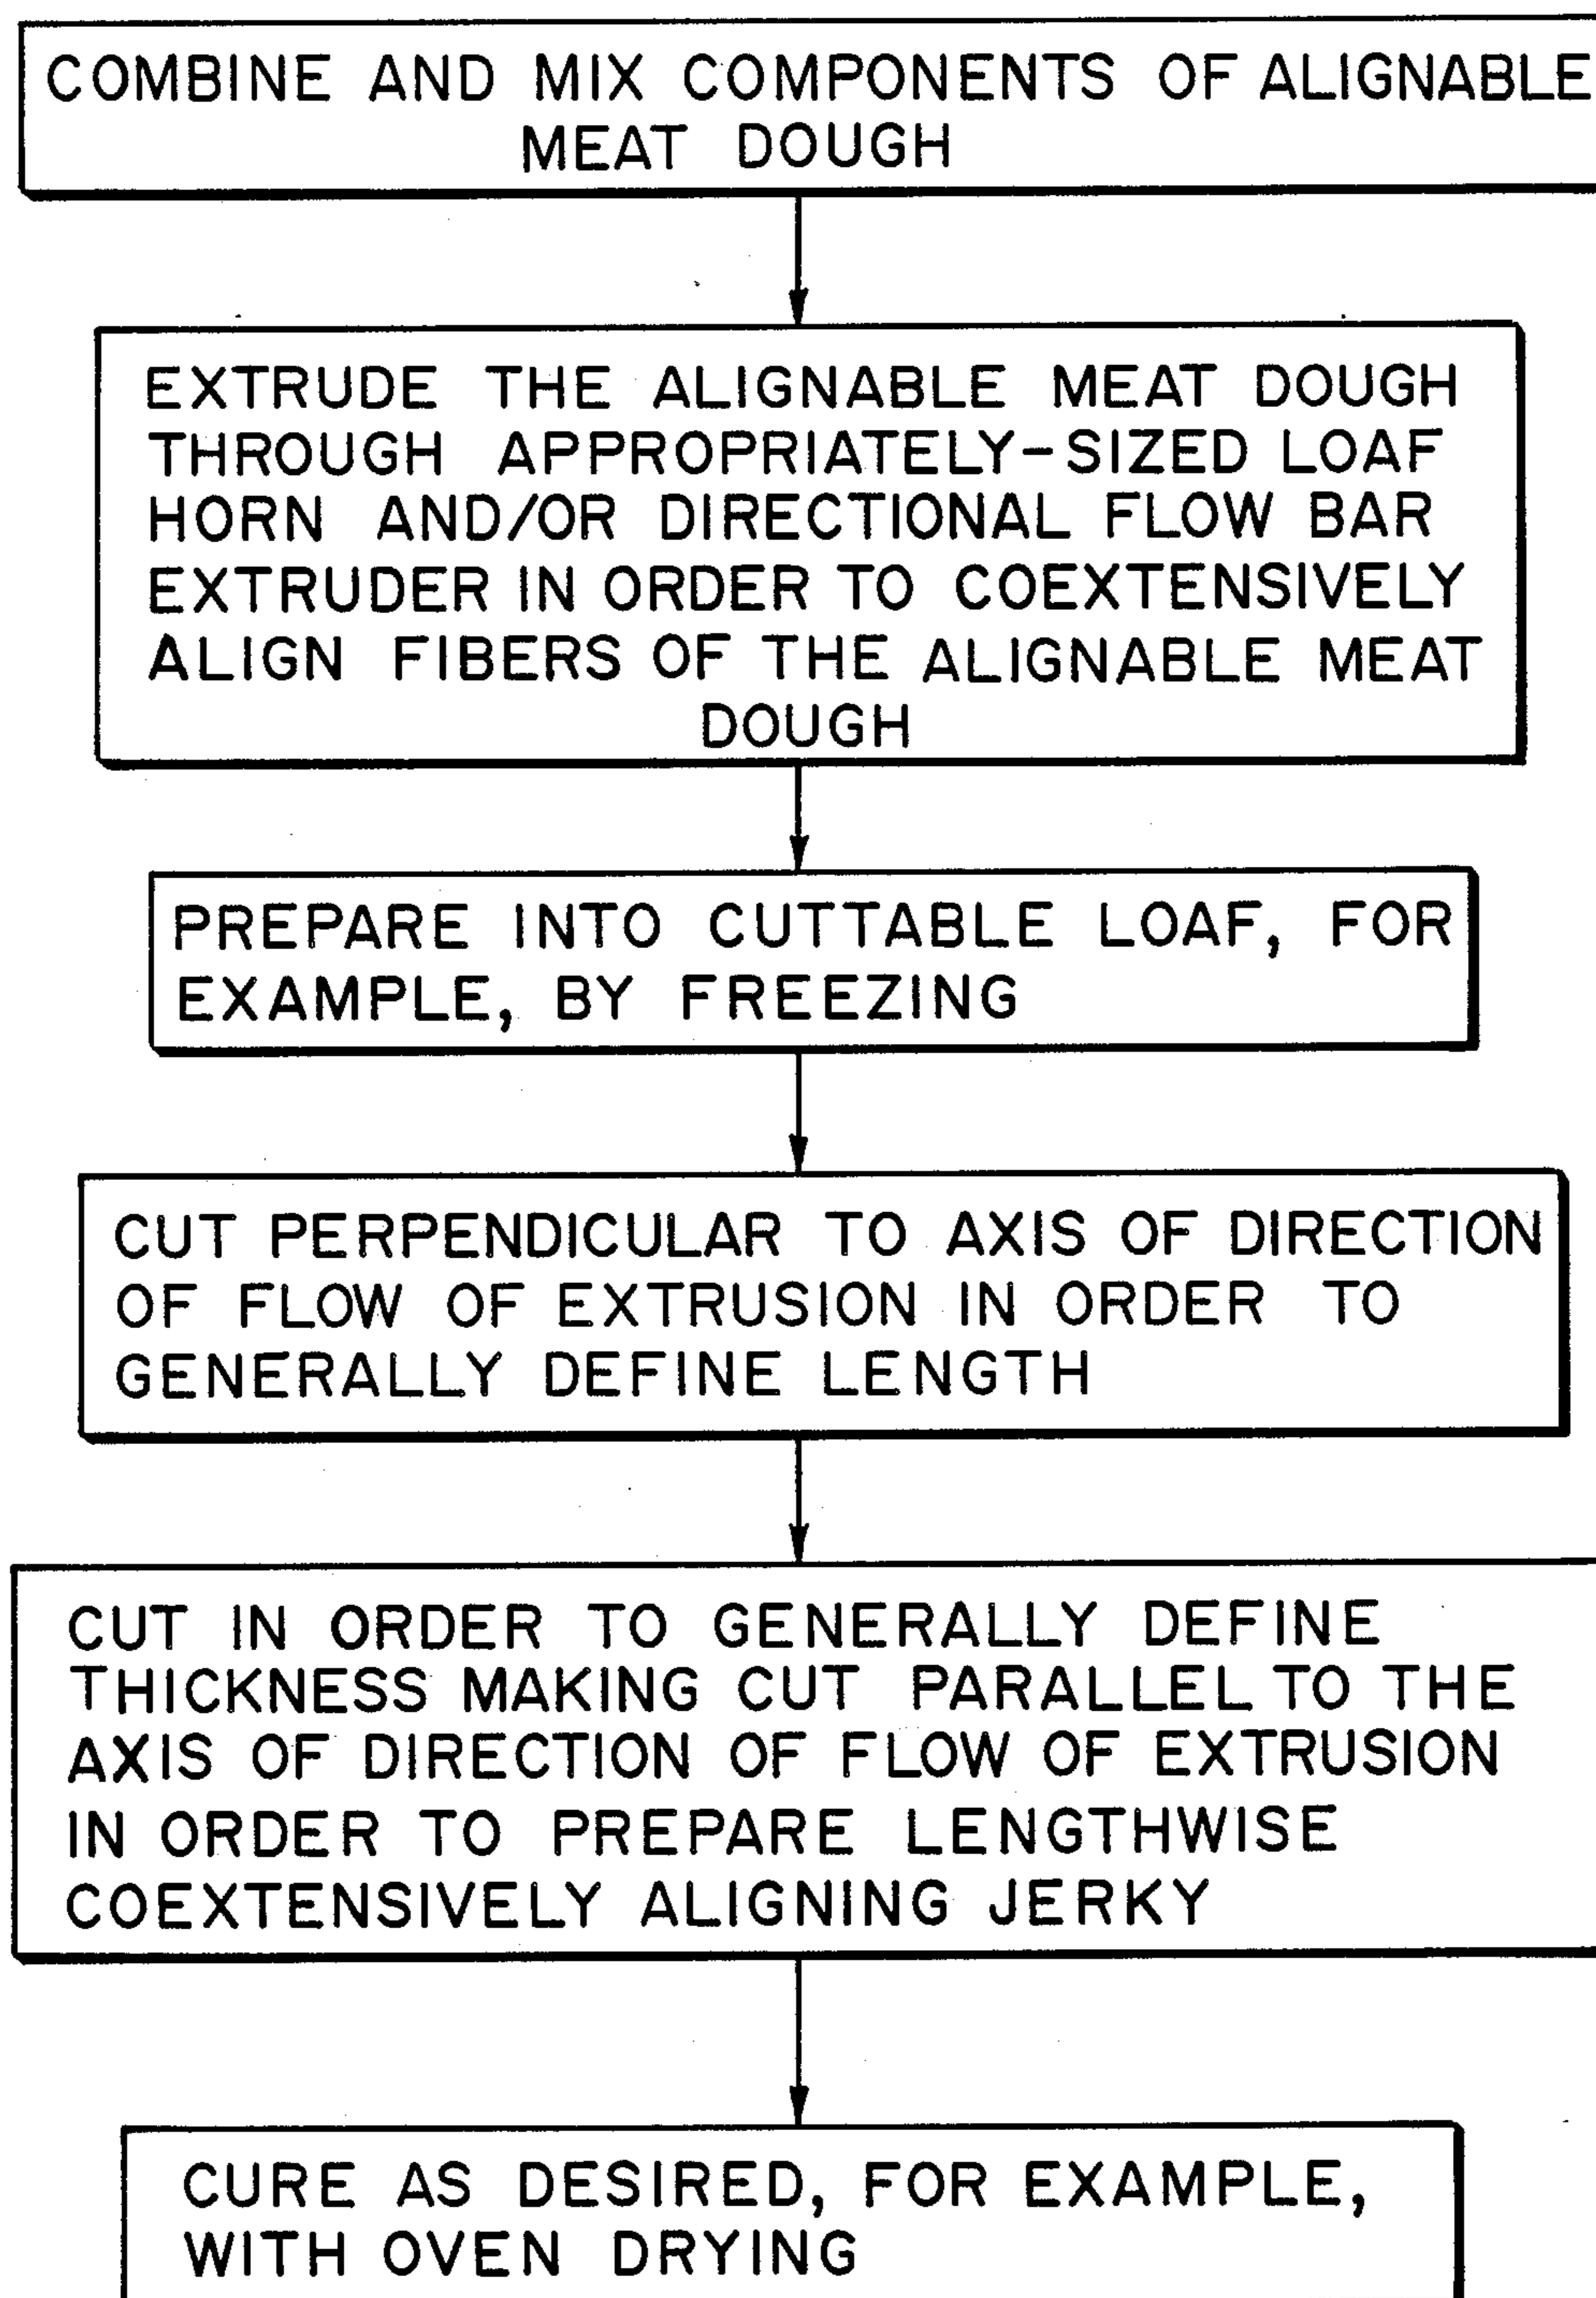 COMBINE AND MIX COMPONENTS OF ALIGNABLE
MEAT DOUGH
EXTRUDE THE ALIGNABLE MEAT DOUGH
THROUGH APPROPRIATELY-SIZED LOAF
HORN AND/OR DIRECTIONAL FLOW BAR
EXTRUDER IN ORDER TO COEXTENSIVELY
ALIGN FIBERS OF THE ALIGNABLE MEAT
DOUGH
PREPARE INTO CUTTABLE LOAF, FOR
EXAMPLE, BY FREEZING
CUT PERPENDICULAR TO AXIS OF DIRECTION
OF FLOW OF EXTRUSION IN ORDER TO
GENERALLY DEFINE LENGTH
CUT IN ORDER TO GENERALLY DEFINE
THICKNESS MAKING CUT PARALLEL TO THE
AXIS OF DIRECTION OF FLOW OF EXTRUSION
IN ORDER TO PREPARE LENGTHWISE
COEXTENSIVELY ALIGNING JERKY
CURE AS DESIRED, FOR EXAMPLE,
WITH OVEN DRYING